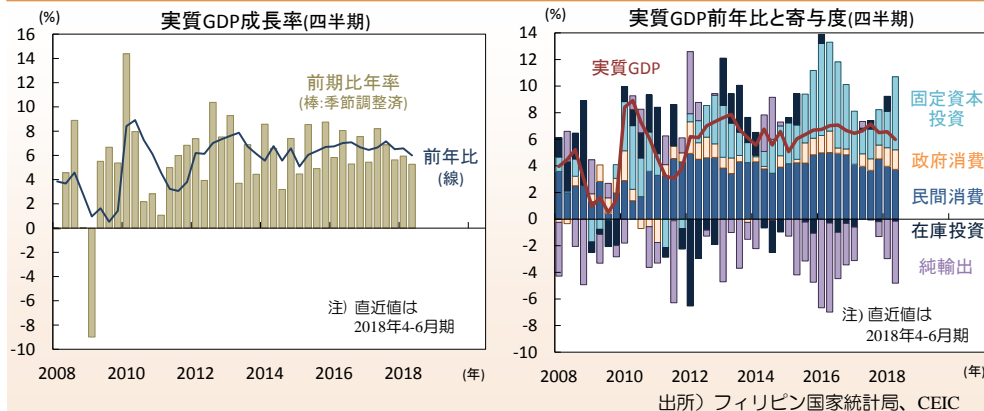 実質GDP成長率(四半期)
(%)
16
14
12
10
8
6
4
2
0
-2
-4
-6
-8
-10
前期比年率
(棒:季節調整済)
前年比
(線)
注) 直近値は
2018年4-6月期
2008 2010 2012 2014 2016 2018 (年)
実質GDP前年比と寄与度(四半期)
(%)
14
12
10
8
6
4
2
0
-2
-4
-6
-8
-10
実質GDP
固定資本
投資
政府消費
民間消費
在庫投資
純輸出
注) 直近値は
2018年4-6月期
2008 2010 2012 2014 2016 2018 (年)
出所）フィリピン国家統計局、CEIC